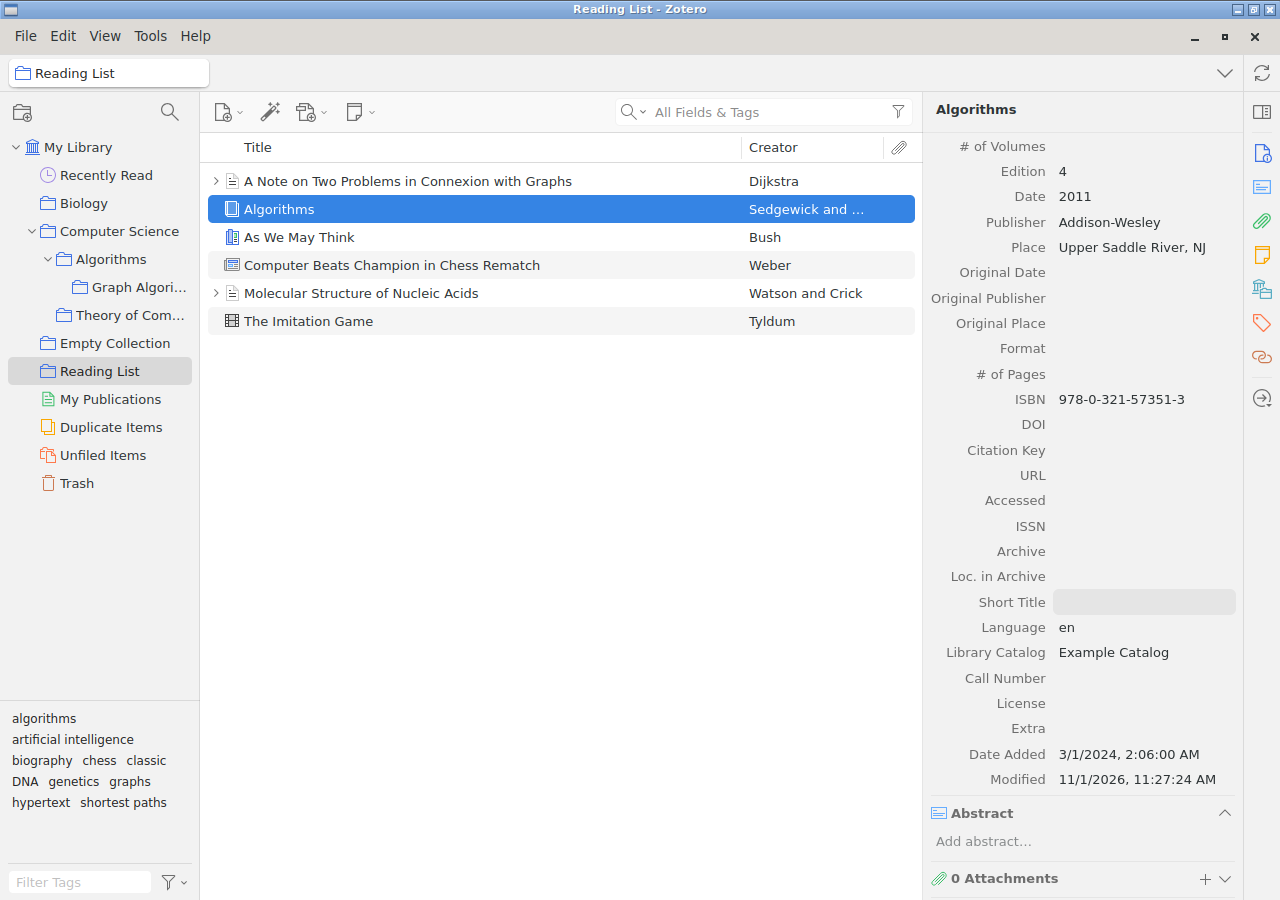 Reading List - Zotero
File Edit View Tools Help
Reading List
All Fields & Tags
My Library
Recently Read
Biology
Computer Science
Algorithms
Graph Algori...
Theory of Com...
Empty Collection
Reading List
My Publications
Duplicate Items
Unfiled Items
Trash
algorithms
artificial intelligence
biography chess classic
DNA genetics graphs
hypertext shortest paths
Filter Tags
Title Creator
A Note on Two Problems in Connexion with Graphs Dijkstra
Algorithms Sedgewick and ...
As We May Think Bush
Computer Beats Champion in Chess Rematch Weber
Molecular Structure of Nucleic Acids Watson and Crick
The Imitation Game Tyldum
Algorithms
# of Volumes
Edition 4
Date 2011
Publisher Addison-Wesley
Place Upper Saddle River, NJ
Original Date
Original Publisher
Original Place
Format
# of Pages
ISBN 978-0-321-57351-3
DOI
Citation Key
URL
Accessed
ISSN
Archive
Loc. in Archive
Short Title
Language en
Library Catalog Example Catalog
Call Number
License
Extra
Date Added 3/1/2024, 2:06:00 AM
Modified 11/1/2026, 11:27:24 AM
Abstract
Add abstract...
0 Attachments